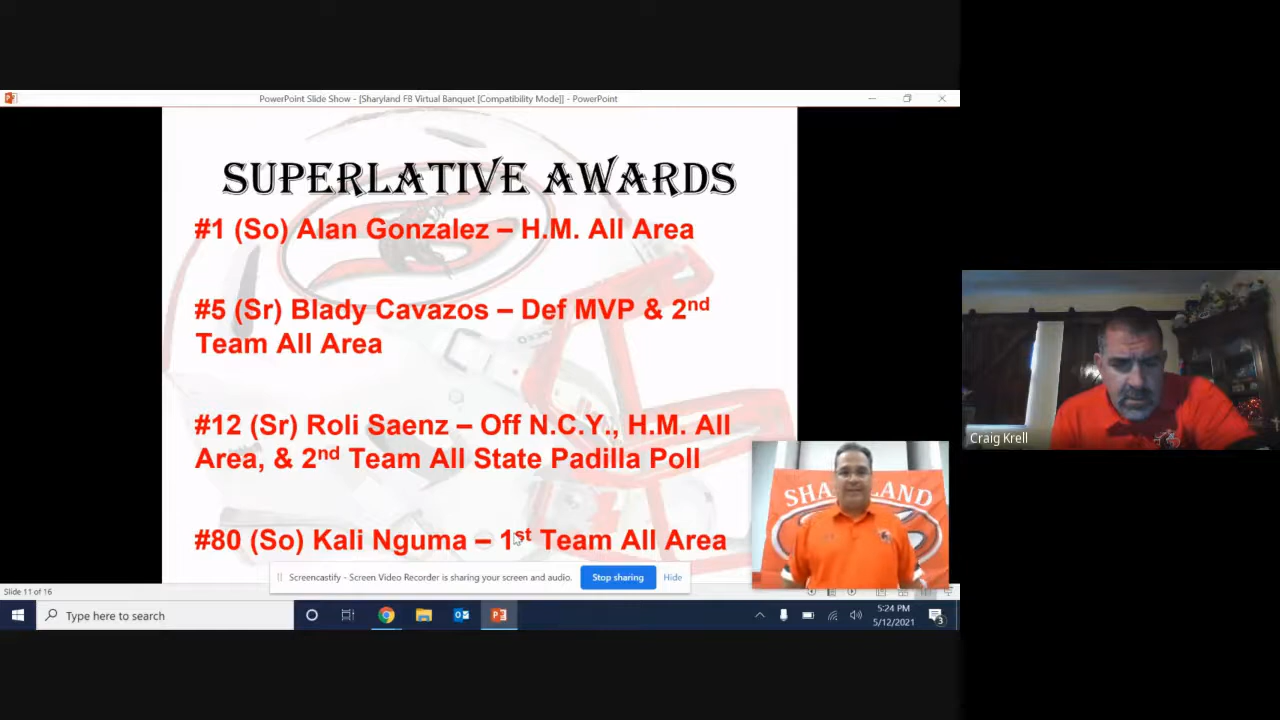 PowerPoint Slide Show - [Sharyland FB Virtual Banquet [Compatibility Mode]] - PowerPoint
SUPERLATIVE AWARDS
#1 (So) Alan Gonzalez – H.M. All Area
#5 (Sr) Blady Cavazos – Def MVP & 2nd
Team All Area
#12 (Sr) Roli Saenz – Off N.C.Y., H.M. All
Area, & 2nd Team All State Padilla Poll
#80 (So) Kali Nguma – 1st Team All Area
SHARYLAND
Craig Krell
Screencastify - Screen Video Recorder is sharing your screen and audio.
Stop sharing
Hide
Slide 11 of 16
Type here to search
5:24 PM
5/12/2021
3